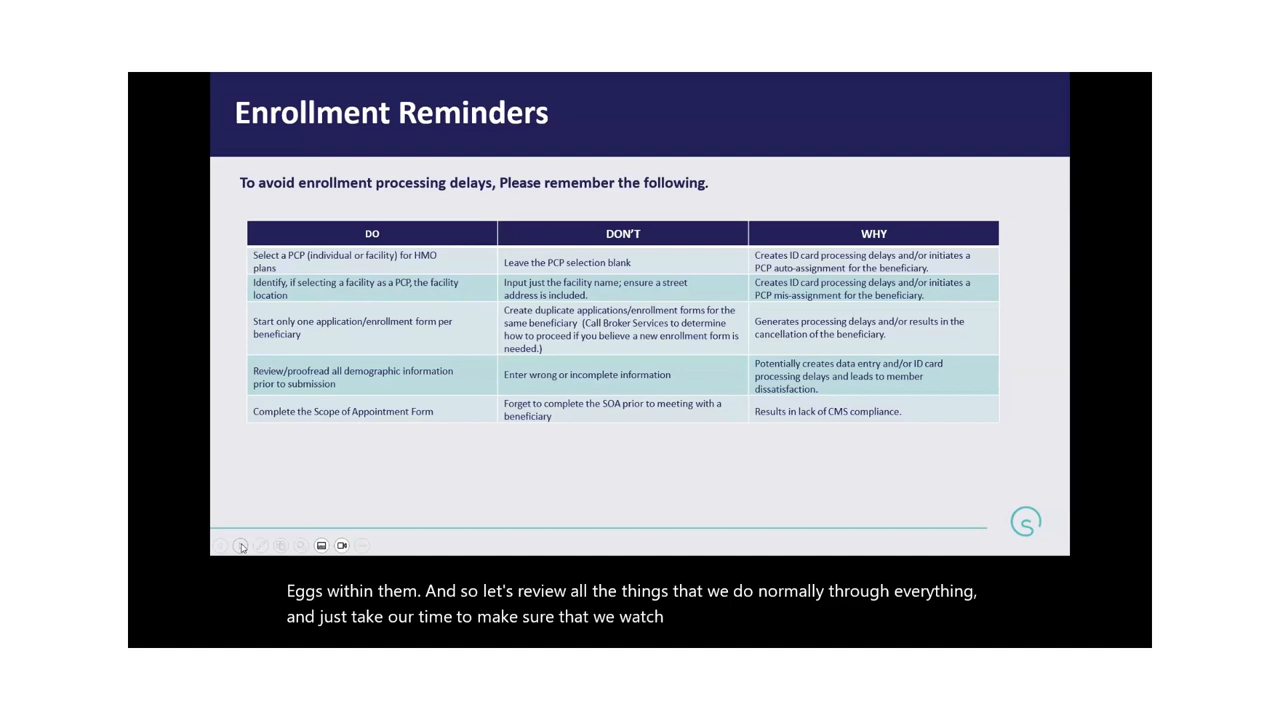 Enrollment Reminders
To avoid enrollment processing delays, Please remember the following.
DO
DON'T
WHY
Select a PCP (individual or facility) for HMO
plans
Leave the PCP selection blank
Creates ID card processing delays and/or initiates a
PCP auto-assignment for the beneficiary.
Identify, if selecting a facility as a PCP, the facility
location
Input just the facility name; ensure a street
address is included.
Creates ID card processing delays and/or initiates a
PCP mis-assignment for the beneficiary.
Start only one application/enrollment form per
beneficiary
Create duplicate applications/enrollment forms for the
same beneficiary (Call Broker Services to determine
how to proceed if you believe a new enrollment form is
needed.)
Generates processing delays and/or results in the
cancellation of the beneficiary.
Review/proofread all demographic information
prior to submission
Enter wrong or incomplete information
Potentially creates data entry and/or ID card
processing delays and leads to member
dissatisfaction.
Complete the Scope of Appointment Form
Forget to complete the SOA prior to meeting with a
beneficiary
Results in lack of CMS compliance.
S
Eggs within them. And so let's review all the things that we do normally through everything,
and just take our time to make sure that we watch